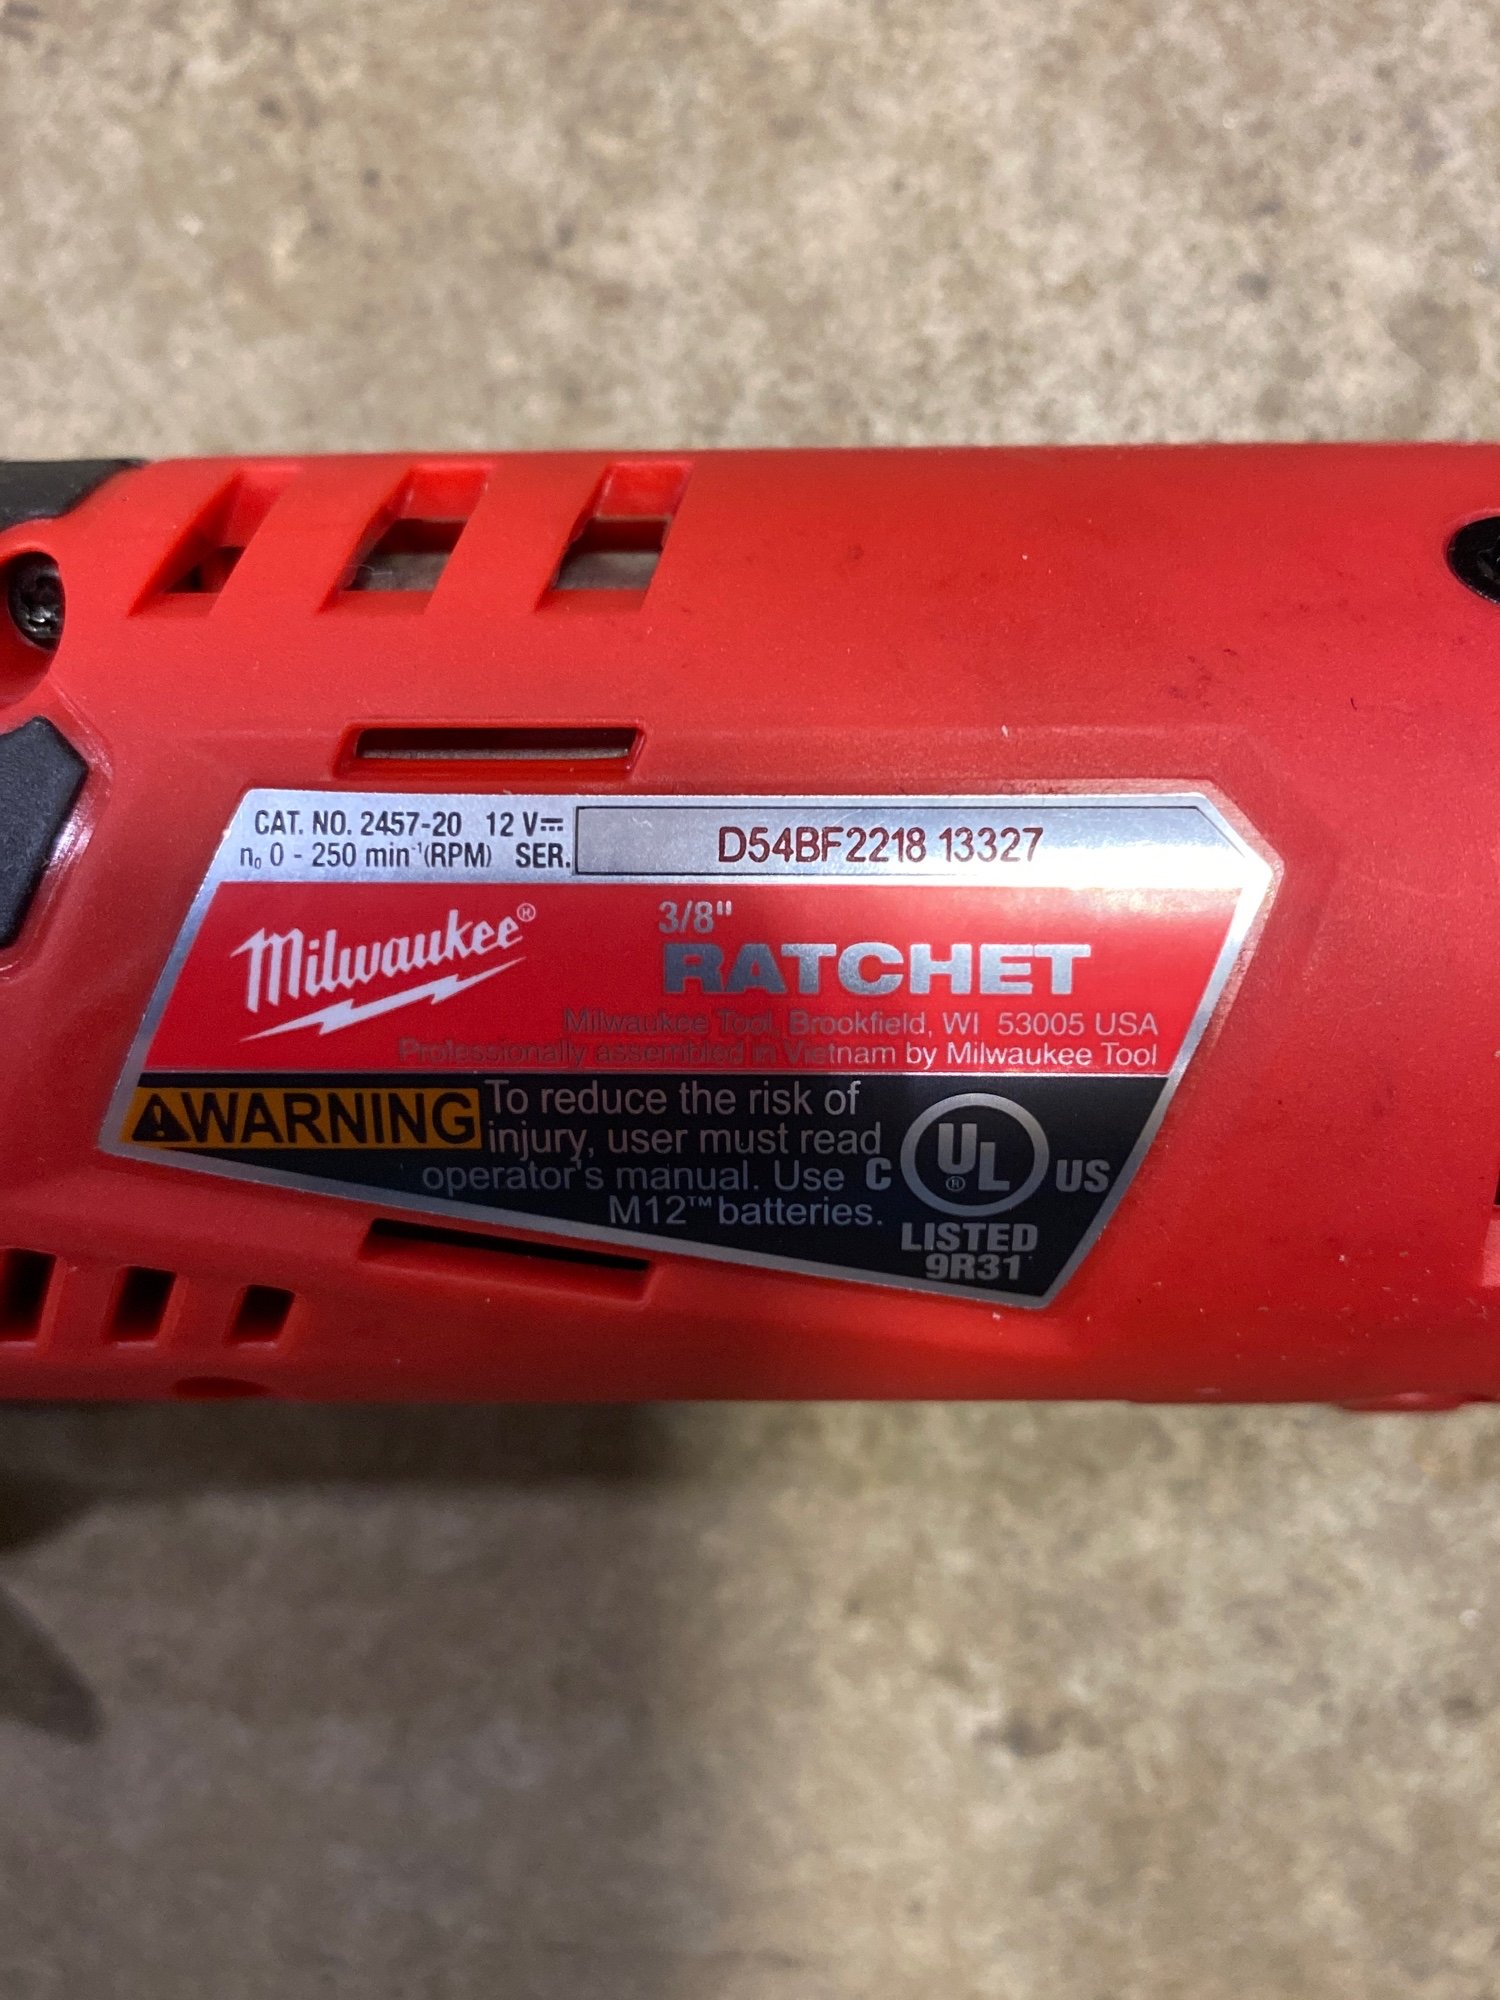 CAT. NO. 2457-20 12 V⎓
n₀ 0 - 250 min⁻¹(RPM) SER. D54BF2218 13327
Milwaukee®
3/8"
RATCHET
Milwaukee Tool, Brookfield, WI 53005 USA
Professionally assembled in Vietnam by Milwaukee Tool
WARNING To reduce the risk of
injury, user must read
operator's manual. Use
M12™ batteries.
C UL® US
LISTED
9R31